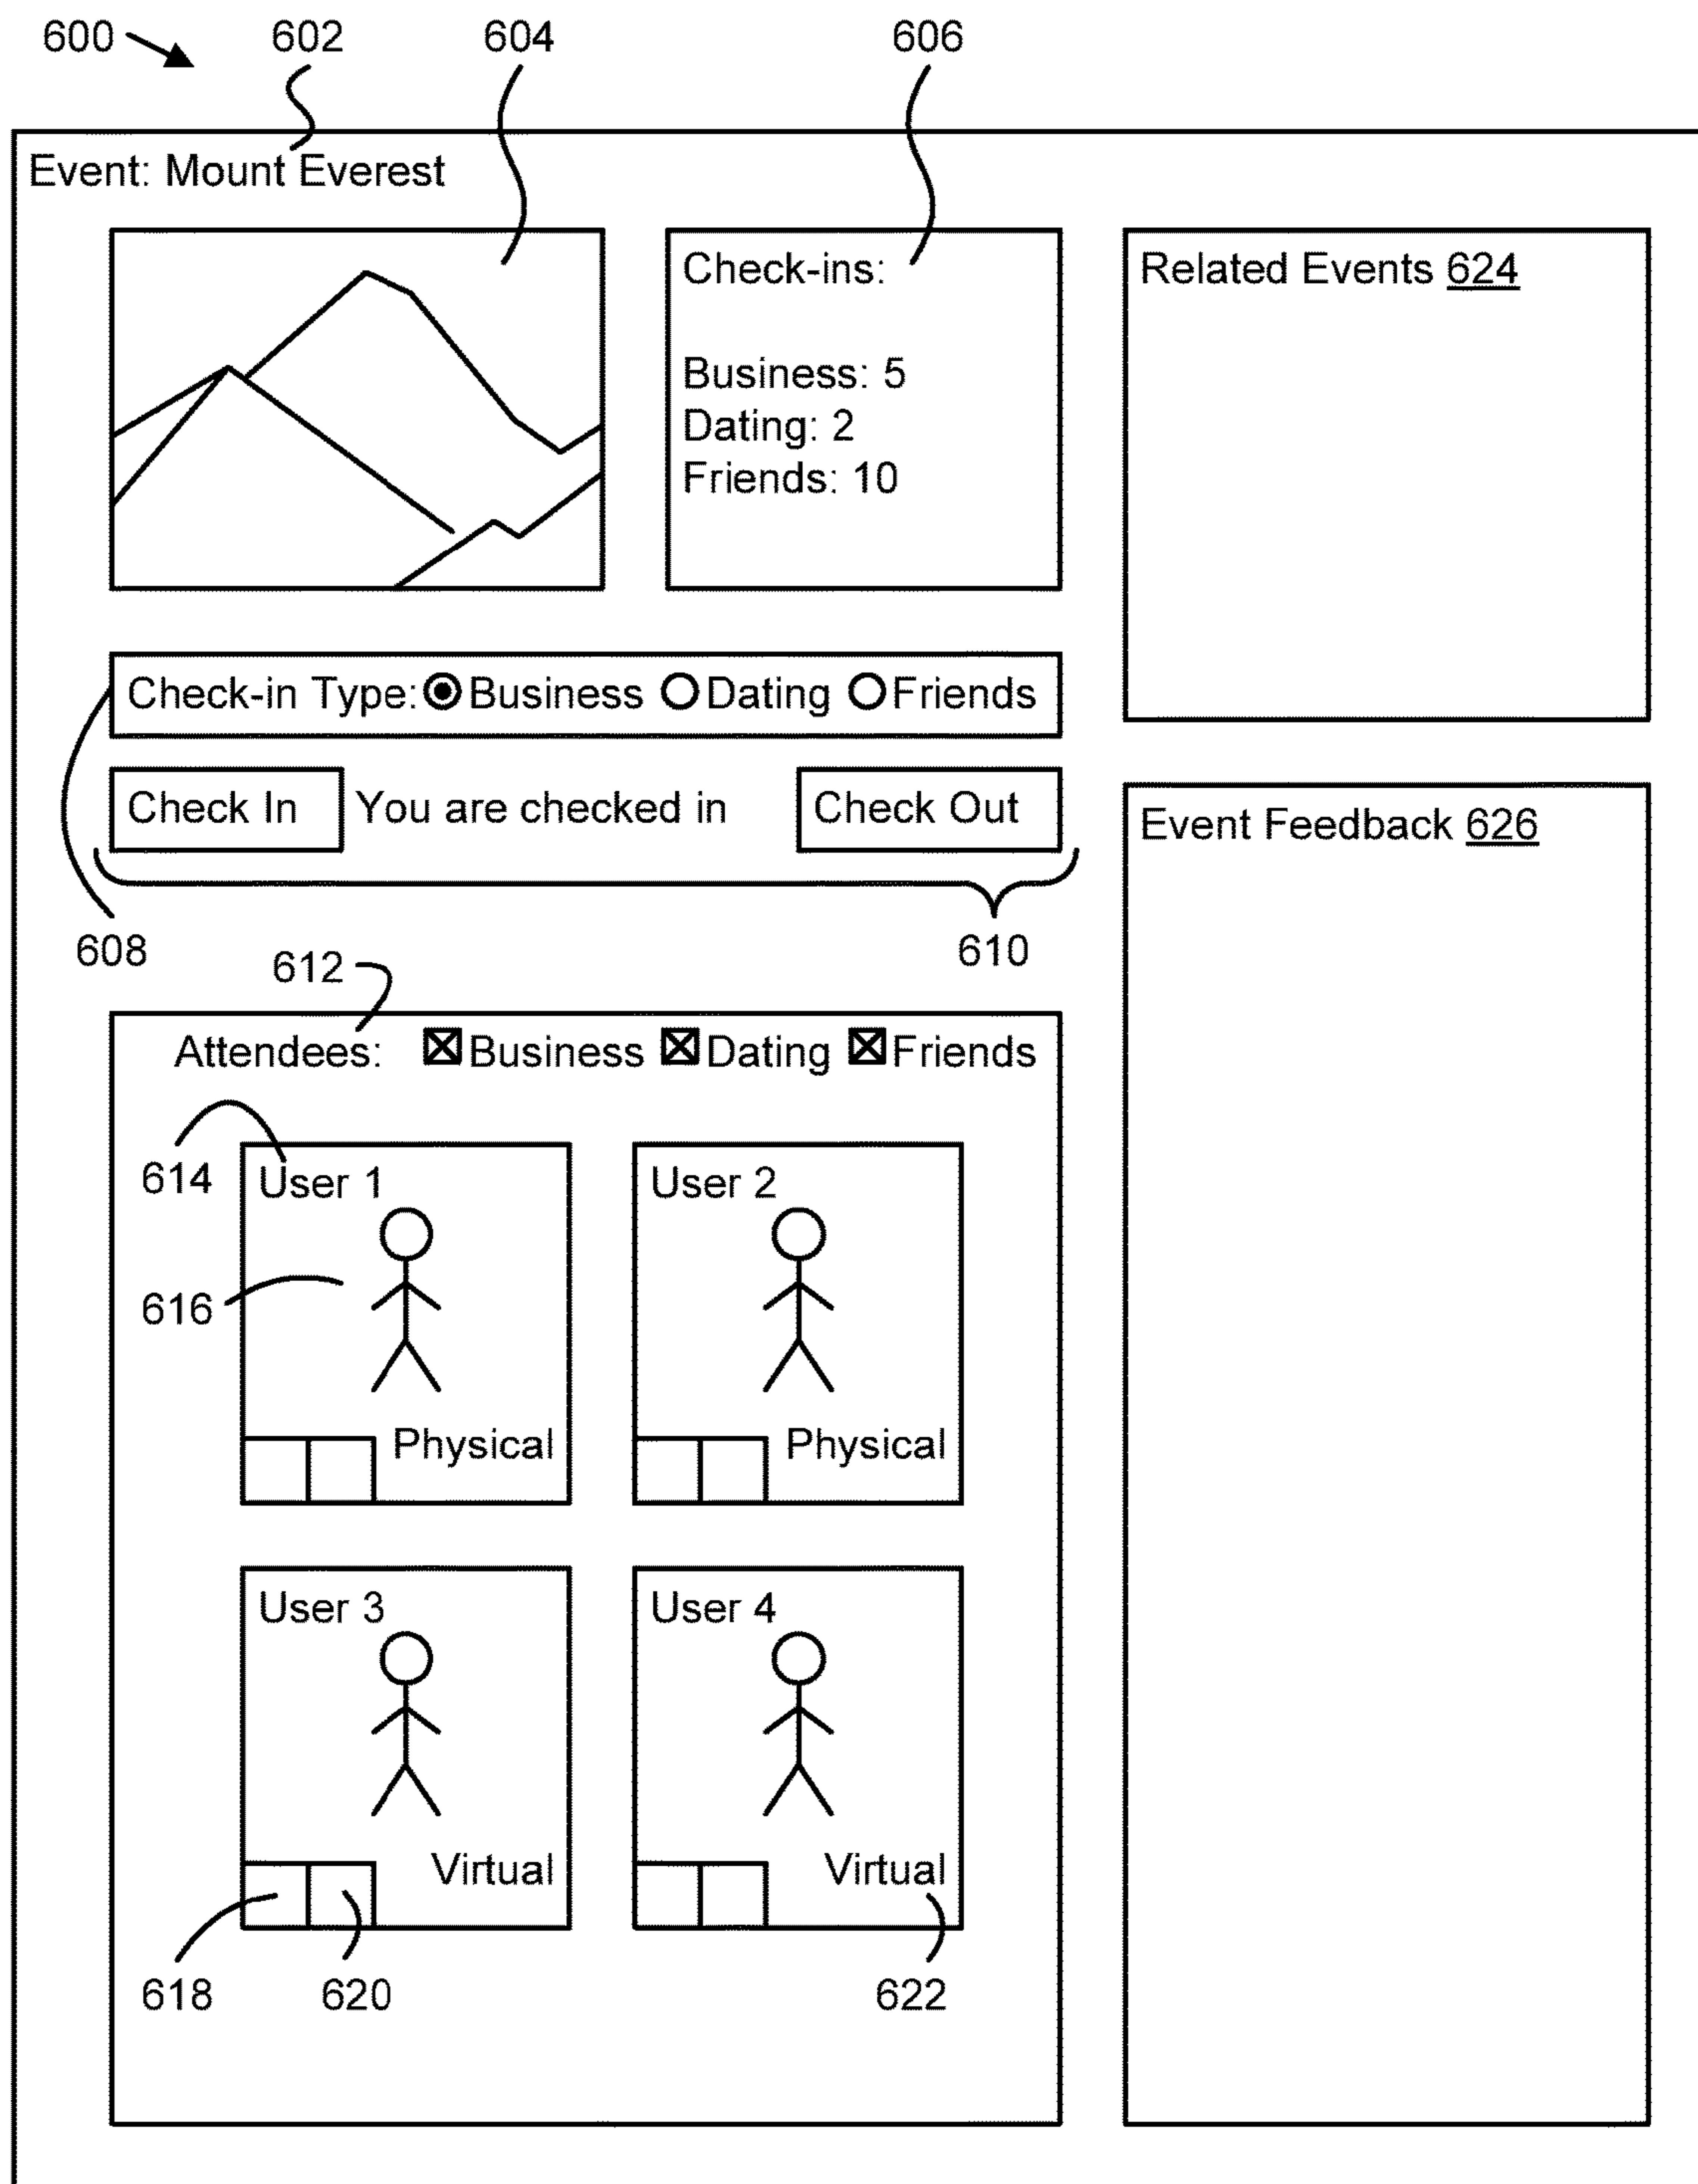 600 602 604 606
Event: Mount Everest
Check-ins:
Business: 5
Dating: 2
Friends: 10
Related Events 624
Check-in Type: Business Dating Friends
Check In You are checked in Check Out
Event Feedback 626
608 610
612
Attendees: Business Dating Friends
614
User 1 User 2
616
Physical Physical
User 3 User 4
Virtual Virtual
618 620 622